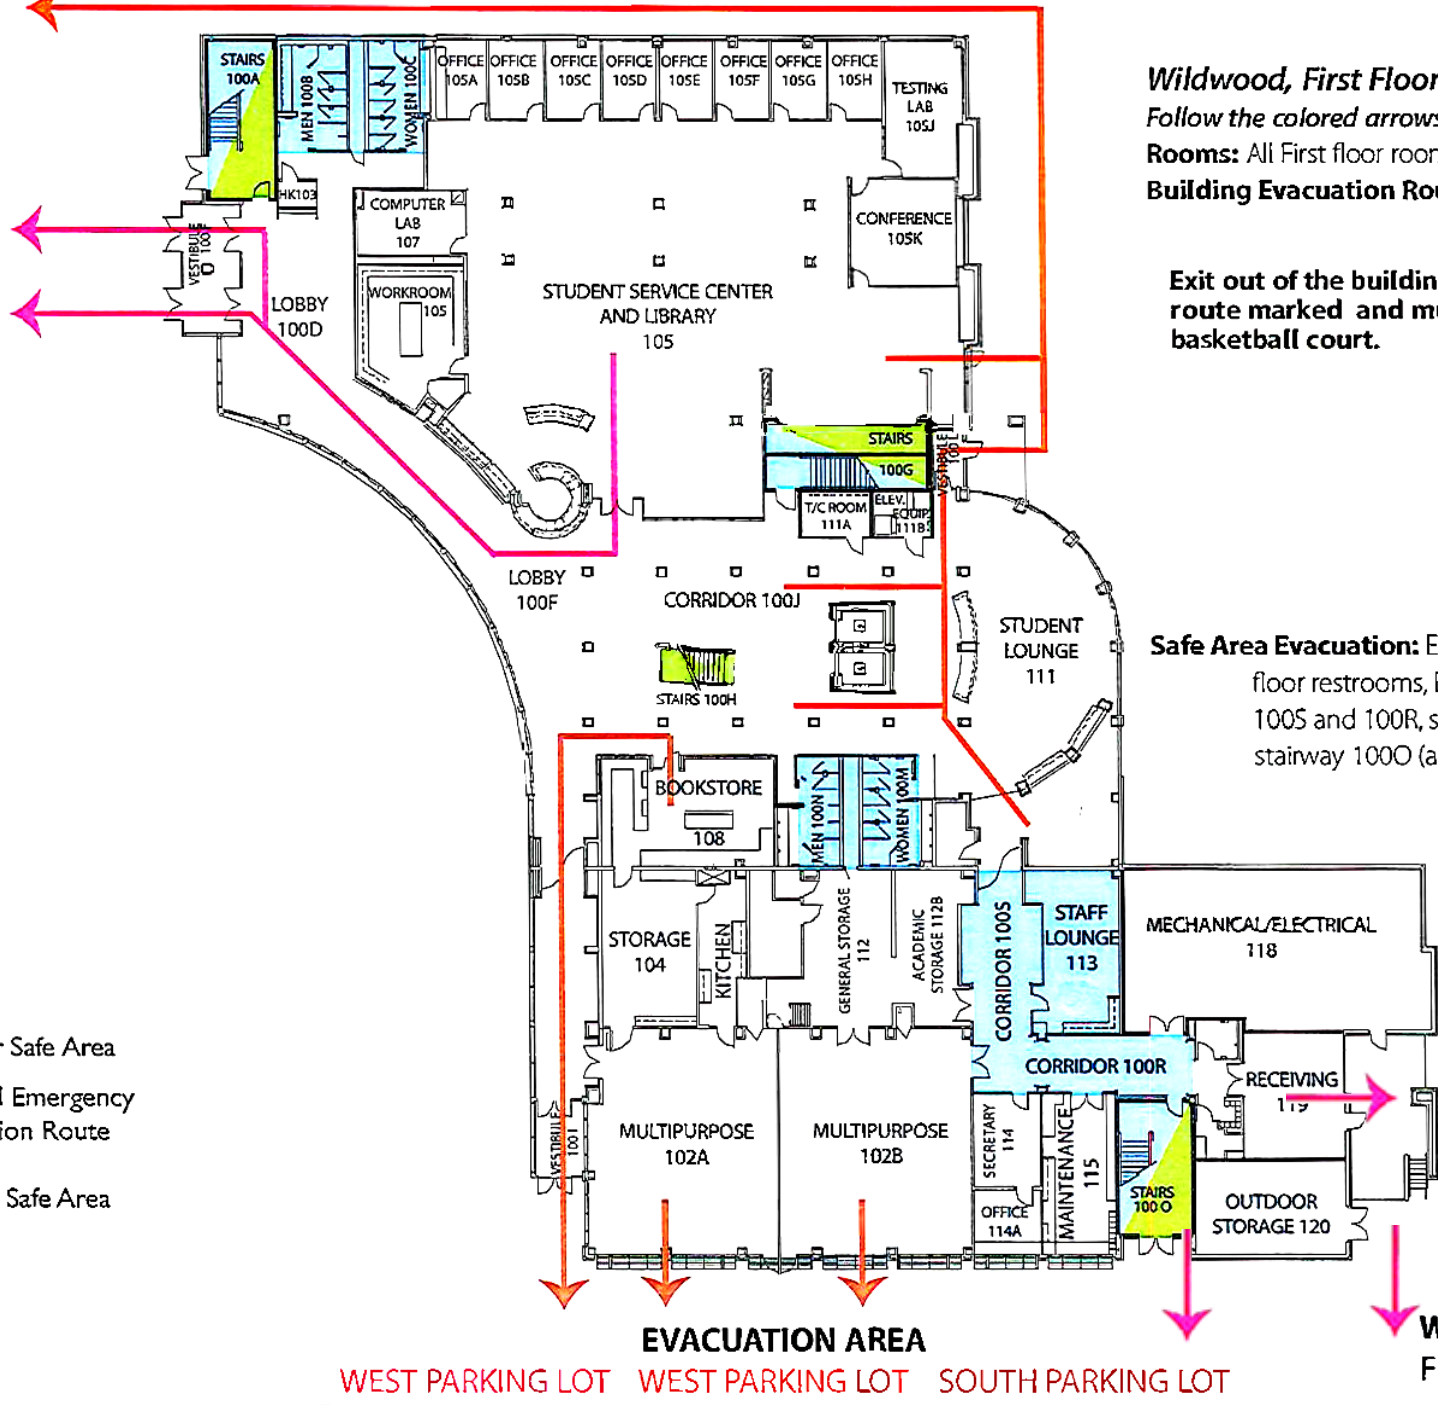 STAIRS
100A
MEN 100B
WOMEN 100C
OFFICE
105A
OFFICE
105B
OFFICE
105C
OFFICE
105D
OFFICE
105E
OFFICE
105F
OFFICE
105G
OFFICE
105H
TESTING
LAB
105J
Wildwood, First Floor
Follow the colored arrows
Rooms: All First floor room
Building Evacuation Rou
HK103
COMPUTER
LAB
107
CONFERENCE
105K
VESTIBULE
LOBBY
100D
WORKROOM
105
STUDENT SERVICE CENTER
AND LIBRARY
105
Exit out of the buildin
route marked and mu
basketball court.
STAIRS
100G
VESTIBULE
T/C ROOM
111A
ELEV.
EQUIP
111B
LOBBY
100F
CORRIDOR 100J
STUDENT
LOUNGE
111
STAIRS 100H
Safe Area Evacuation: E
floor restrooms,
100S and 100R, s
stairway 100O (a
BOOKSTORE
108
MEN 100N
WOMEN 100M
STORAGE
104
KITCHEN
GENERAL STORAGE
112
ACADEMIC
STORAGE 112B
CORRIDOR 100S
STAFF
LOUNGE
113
MECHANICAL/ELECTRICAL
118
r Safe Area
Emergency
ion Route
Safe Area
CORRIDOR 100R
RECEIVING
119
VESTIBULE
100 I
MULTIPURPOSE
102A
MULTIPURPOSE
102B
SECRETARY
114
OFFICE
114A
MAINTENANCE
115
STAIRS
100 O
OUTDOOR
STORAGE 120
EVACUATION AREA
WEST PARKING LOT WEST PARKING LOT SOUTH PARKING LOT
W
F